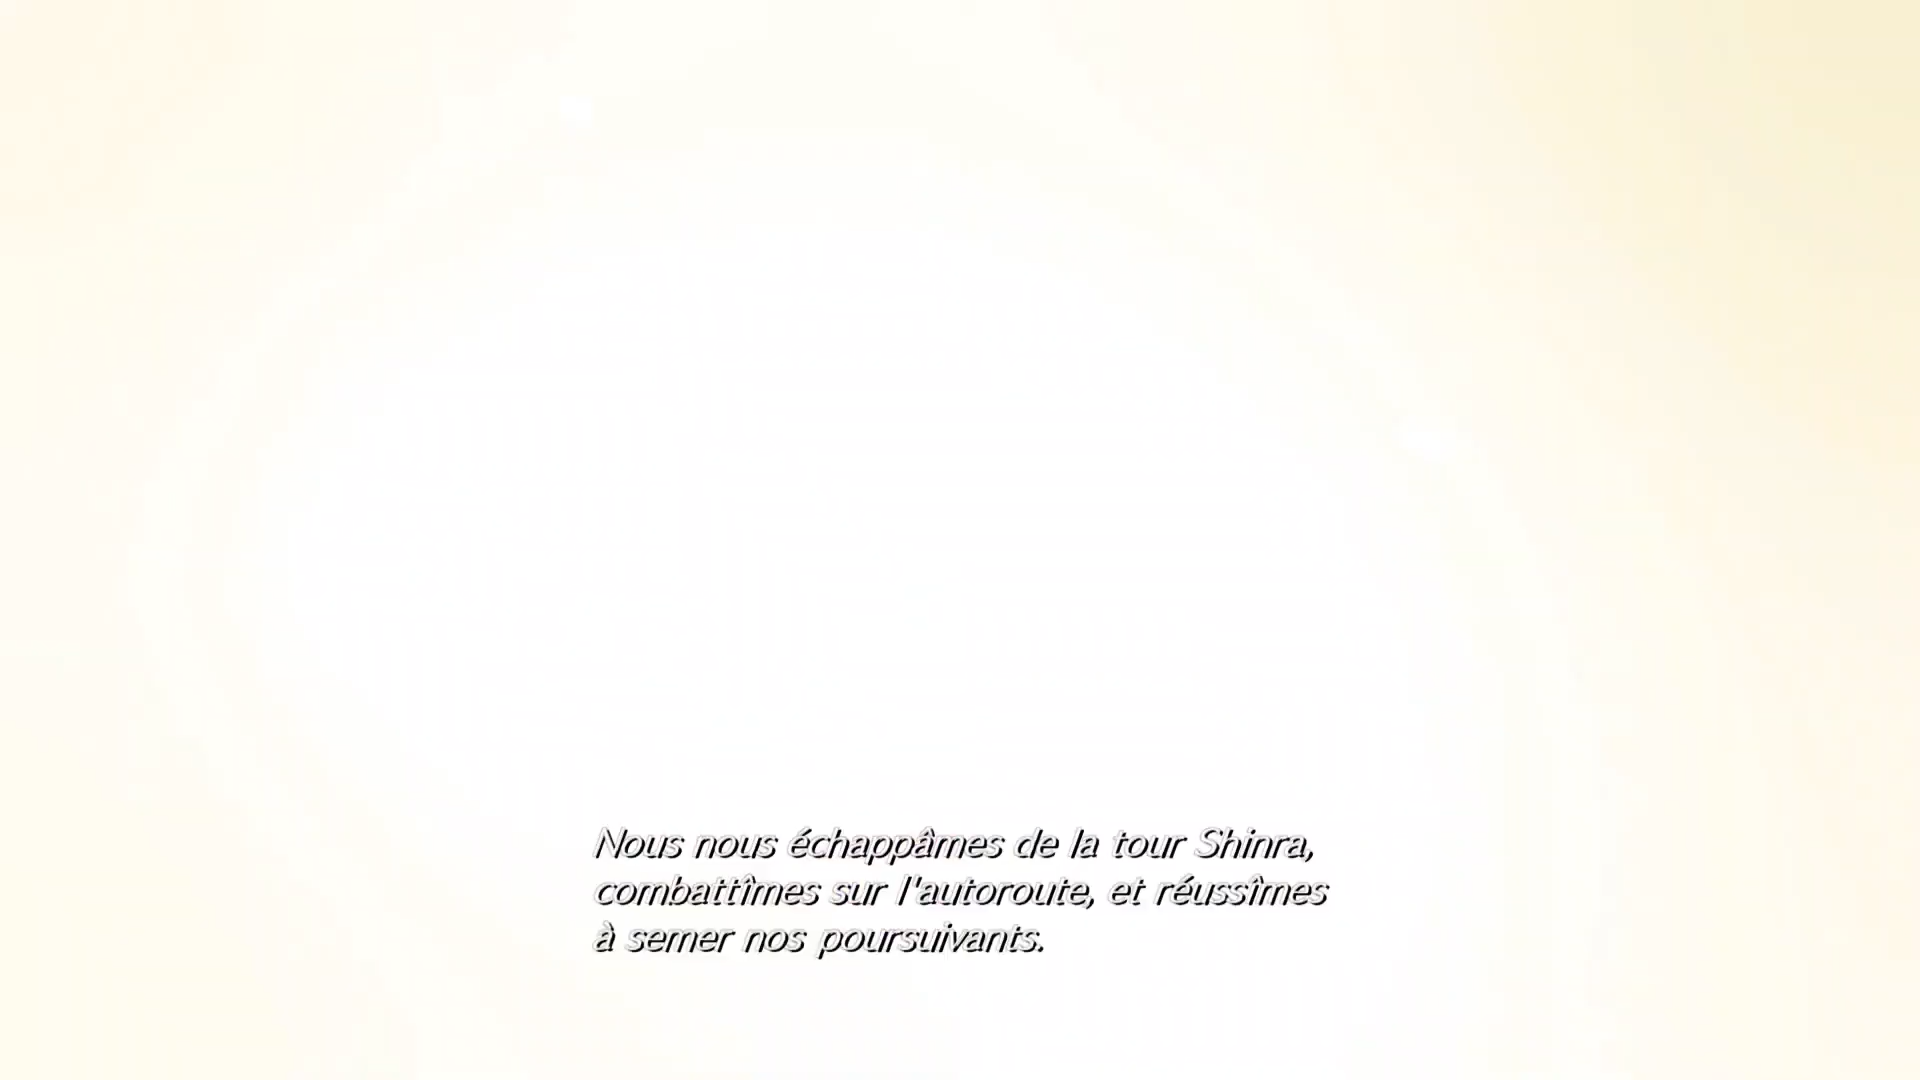 Nous nous échappâmes de la tour Shinra,
combattîmes sur l'autoroute, et réussîmes
à semer nos poursuivants.